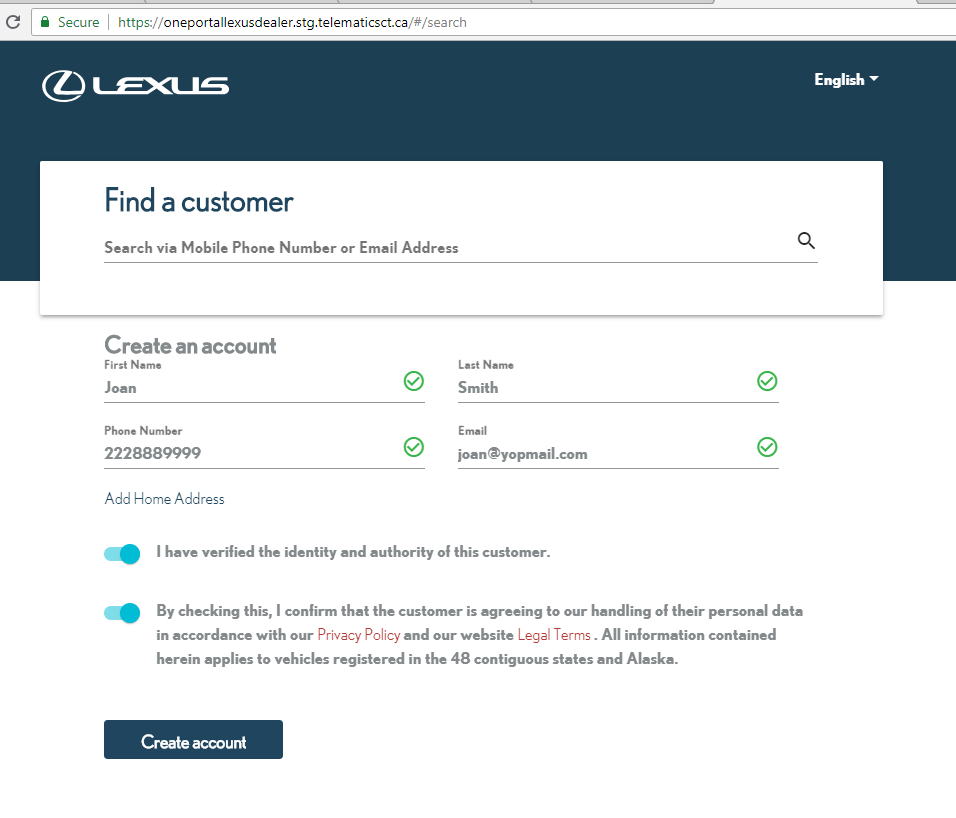 Secure https://oneportallexusdealer.stg.telematicsct.ca/#/search
LEXUS
English
Find a customer
Search via Mobile Phone Number or Email Address
Create an account
First Name Last Name
Joan Smith
Phone Number Email
2228889999 joan@yopmail.com
Add Home Address
I have verified the identity and authority of this customer.
By checking this, I confirm that the customer is agreeing to our handling of their personal data
in accordance with our Privacy Policy and our website Legal Terms . All information contained
herein applies to vehicles registered in the 48 contiguous states and Alaska.
Create account